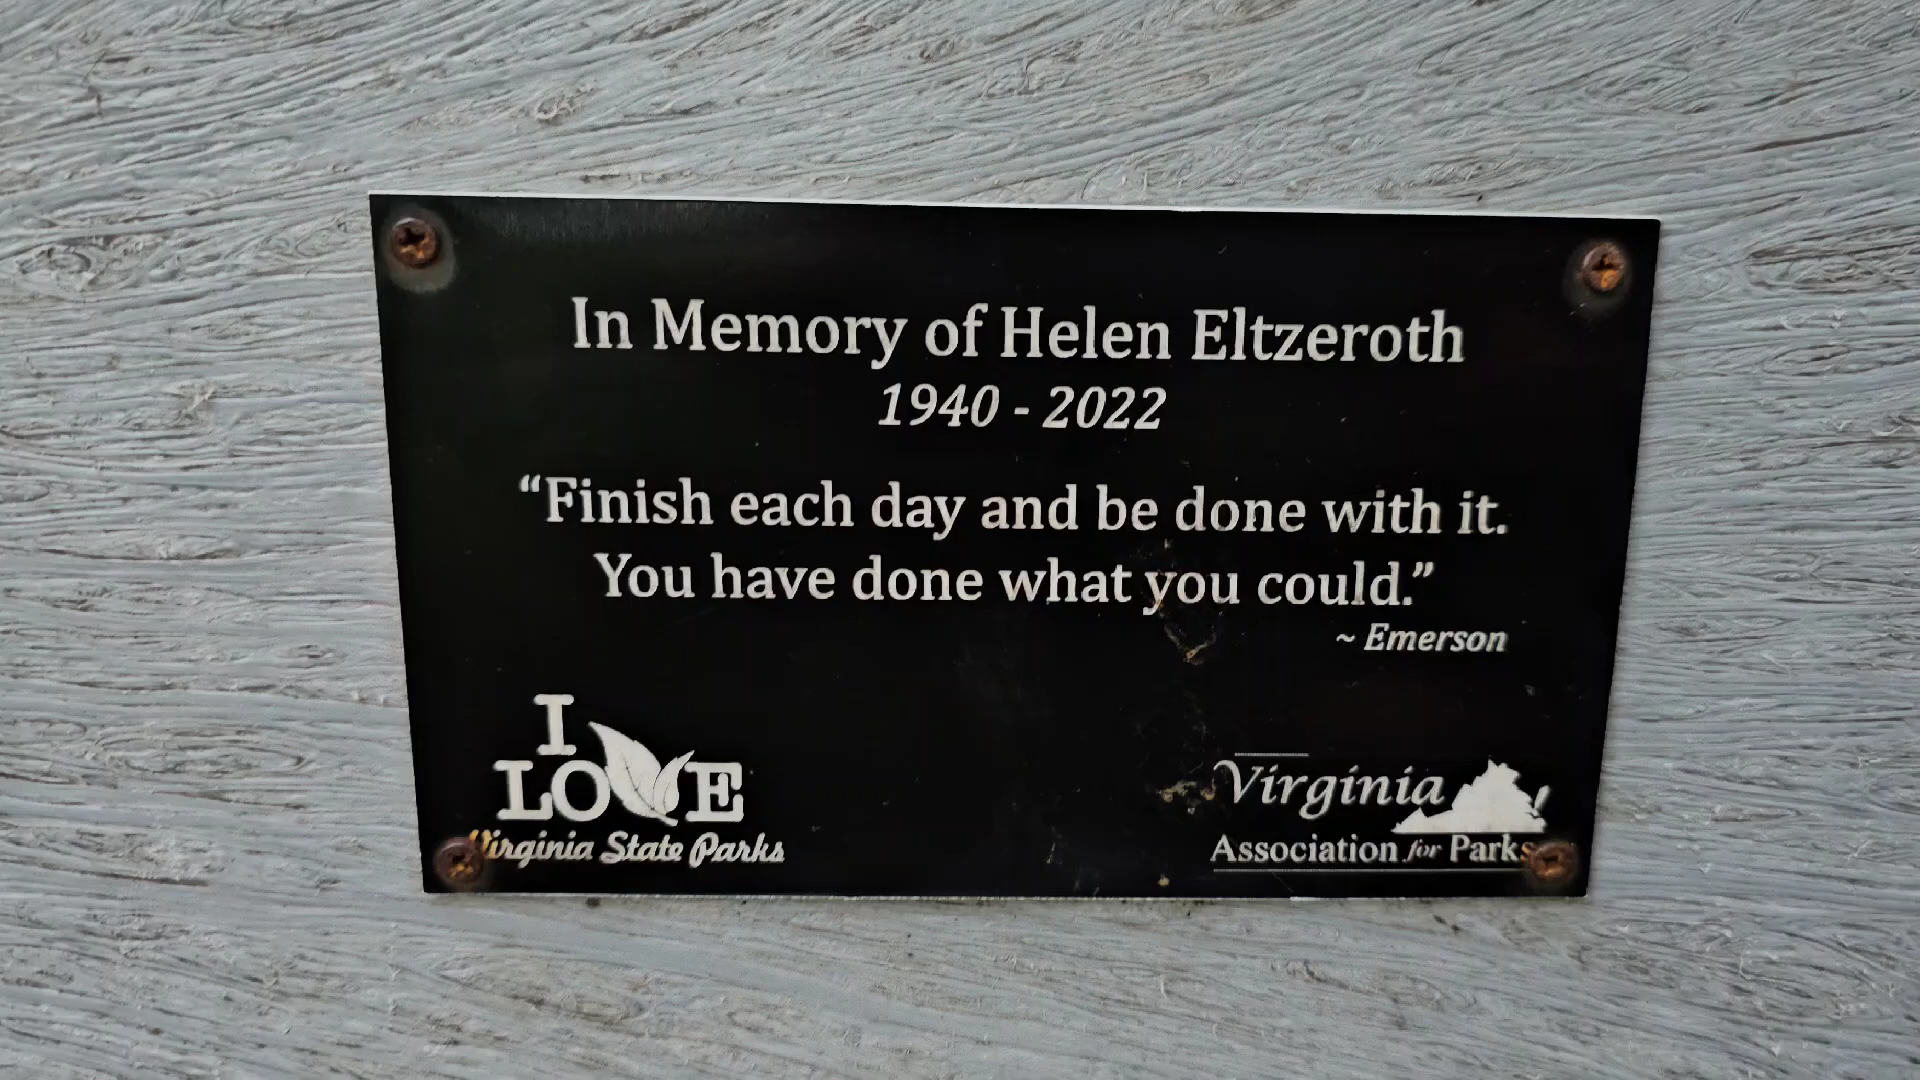 In Memory of Helen Eltzeroth
1940 - 2022
“Finish each day and be done with it.
You have done what you could.”
~ Emerson
I
LOVE
Virginia State Parks
Virginia
Association for Parks